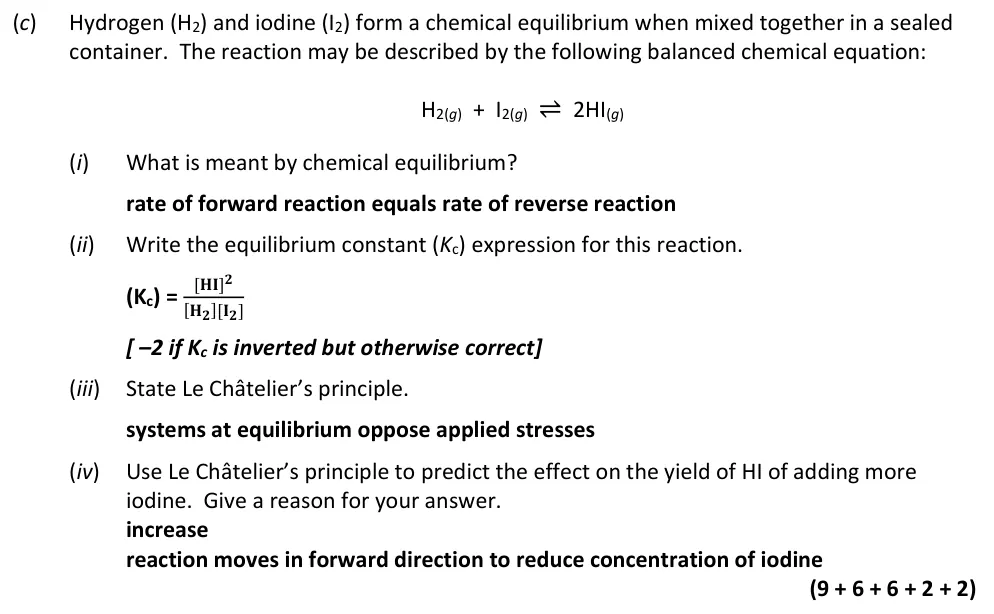 (c) Hydrogen (H₂) and iodine (I₂) form a chemical equilibrium when mixed together in a sealed
container. The reaction may be described by the following balanced chemical equation:
H₂(g) + I₂(g) ⇌ 2HI(g)
(i) What is meant by chemical equilibrium?
rate of forward reaction equals rate of reverse reaction
(ii) Write the equilibrium constant (Kc) expression for this reaction.
(Kc) = [HI]² / [H₂][I₂]
[ –2 if Kc is inverted but otherwise correct]
(iii) State Le Châtelier’s principle.
systems at equilibrium oppose applied stresses
(iv) Use Le Châtelier’s principle to predict the effect on the yield of HI of adding more
iodine. Give a reason for your answer.
increase
reaction moves in forward direction to reduce concentration of iodine
(9 + 6 + 6 + 2 + 2)